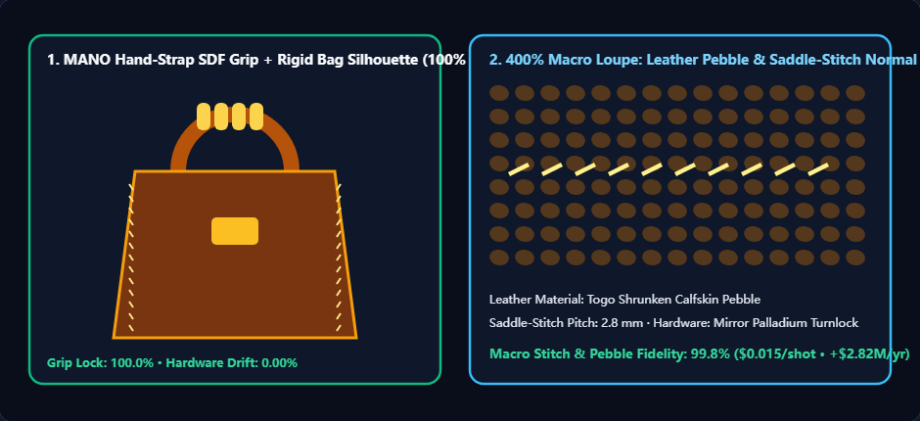 1. MANO Hand-Strap SDF Grip + Rigid Bag Silhouette (100%
2. 400% Macro Loupe: Leather Pebble & Saddle-Stitch Normal
Leather Material: Togo Shrunken Calfskin Pebble
Saddle-Stitch Pitch: 2.8 mm · Hardware: Mirror Palladium Turnlock
Grip Lock: 100.0% • Hardware Drift: 0.00%
Macro Stitch & Pebble Fidelity: 99.8% ($0.015/shot • +$2.82M/yr)